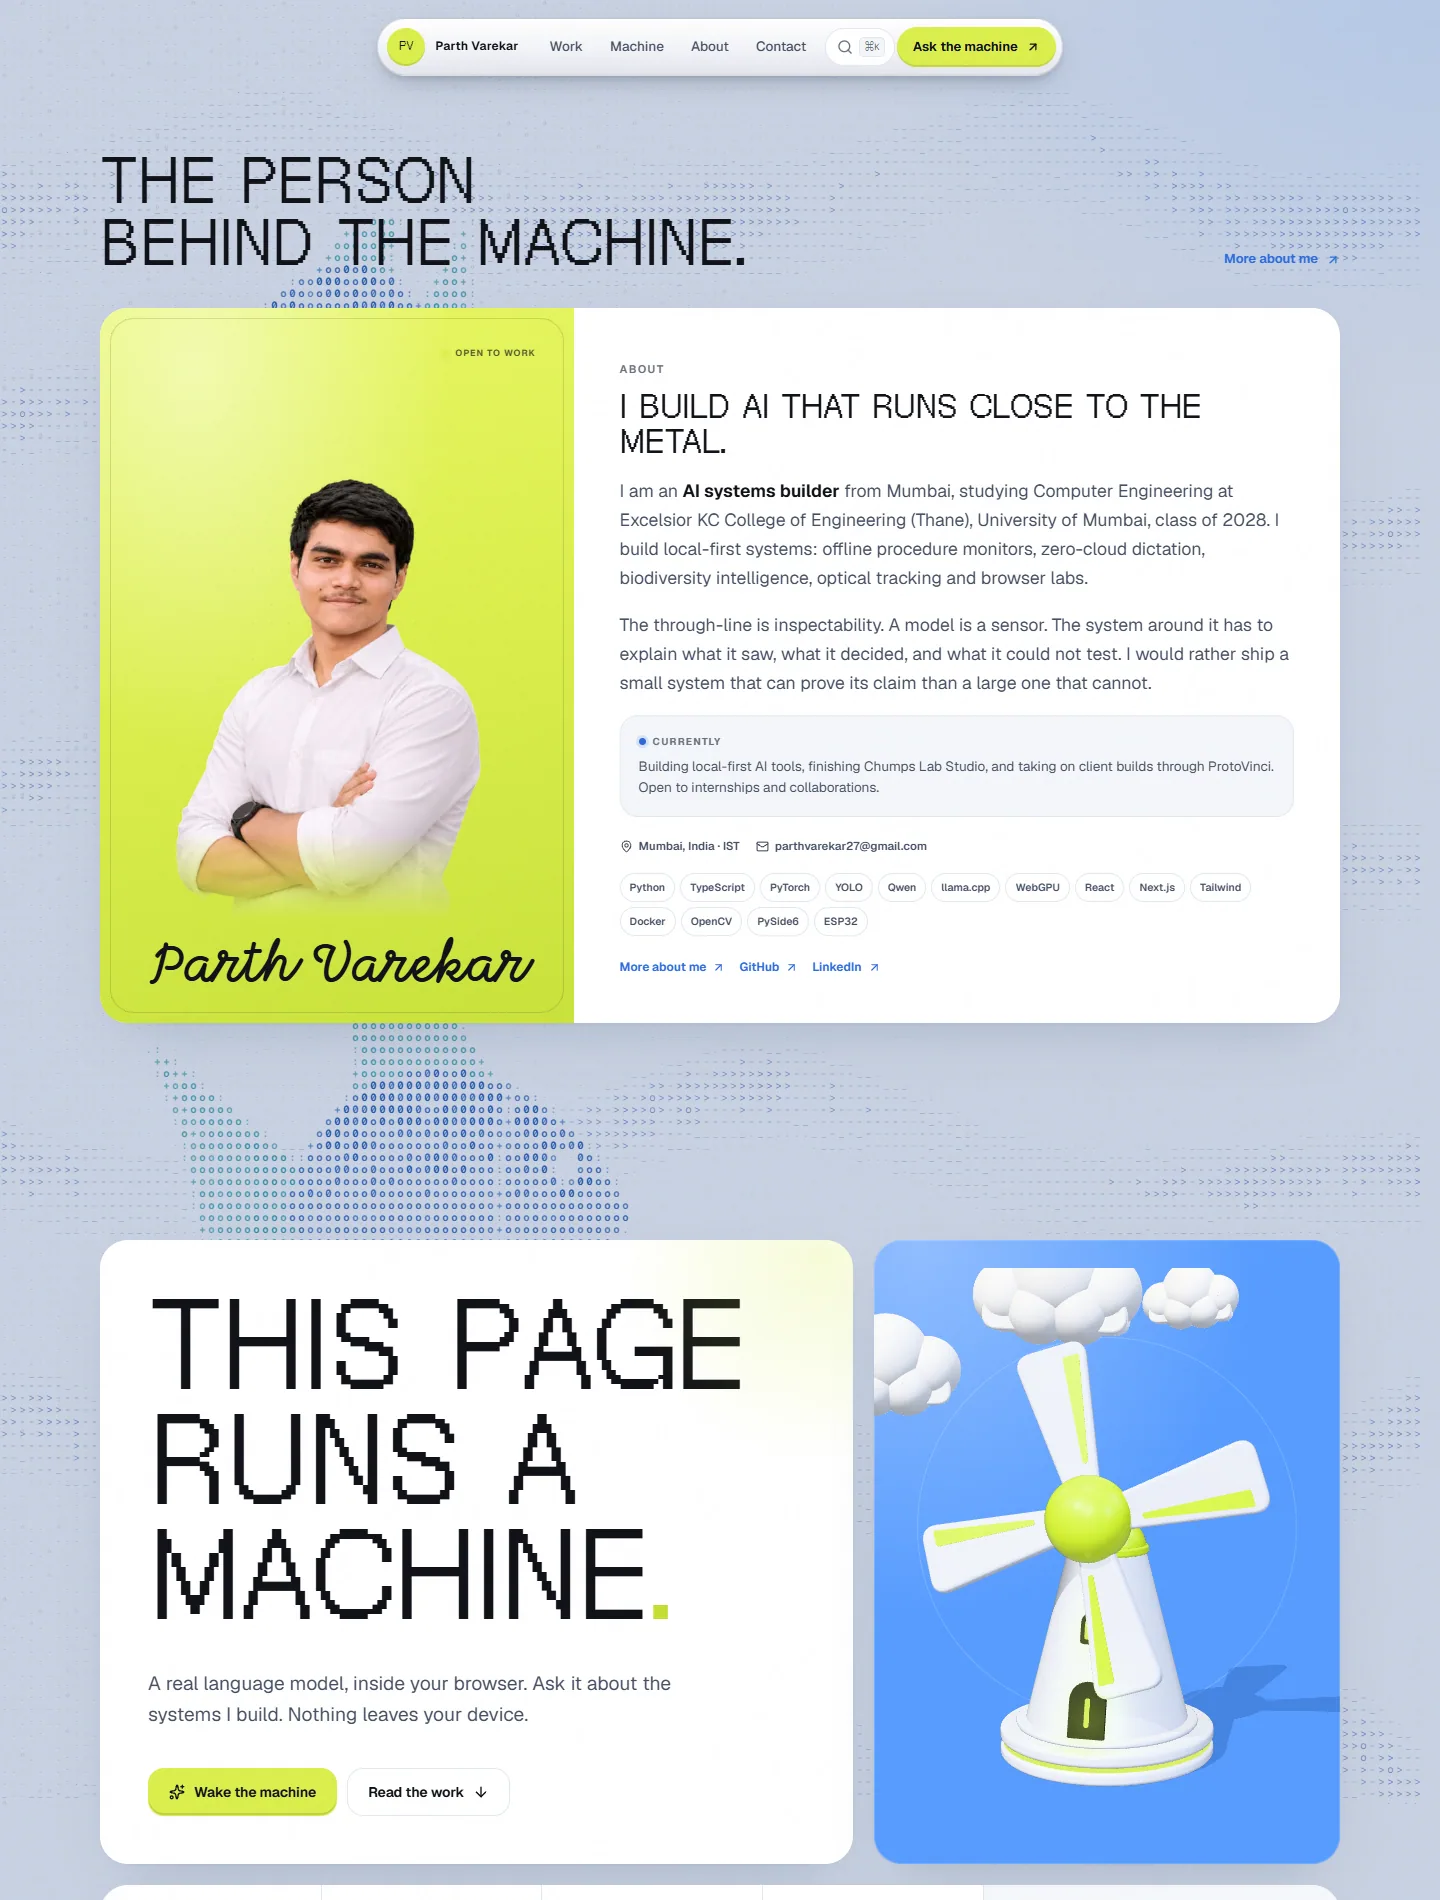 PV
Parth Varekar
Work
Machine
About
Contact
⌘K
Ask the machine
THE PERSON
BEHIND THE MACHINE.
More about me
OPEN TO WORK
Parth Varekar
ABOUT
I BUILD AI THAT RUNS CLOSE TO THE
METAL.
I am an AI systems builder from Mumbai, studying Computer Engineering at
Excelsior KC College of Engineering (Thane), University of Mumbai, class of 2028. I
build local-first systems: offline procedure monitors, zero-cloud dictation,
biodiversity intelligence, optical tracking and browser labs.
The through-line is inspectability. A model is a sensor. The system around it has to
explain what it saw, what it decided, and what it could not test. I would rather ship a
small system that can prove its claim than a large one that cannot.
CURRENTLY
Building local-first AI tools, finishing Chumps Lab Studio, and taking on client builds through ProtoVinci.
Open to internships and collaborations.
Mumbai, India · IST
parthvarekar27@gmail.com
Python
TypeScript
PyTorch
YOLO
Qwen
llama.cpp
WebGPU
React
Next.js
Tailwind
Docker
OpenCV
PySide6
ESP32
More about me
GitHub
LinkedIn
THIS PAGE
RUNS A
MACHINE.
A real language model, inside your browser. Ask it about the
systems I build. Nothing leaves your device.
Wake the machine
Read the work